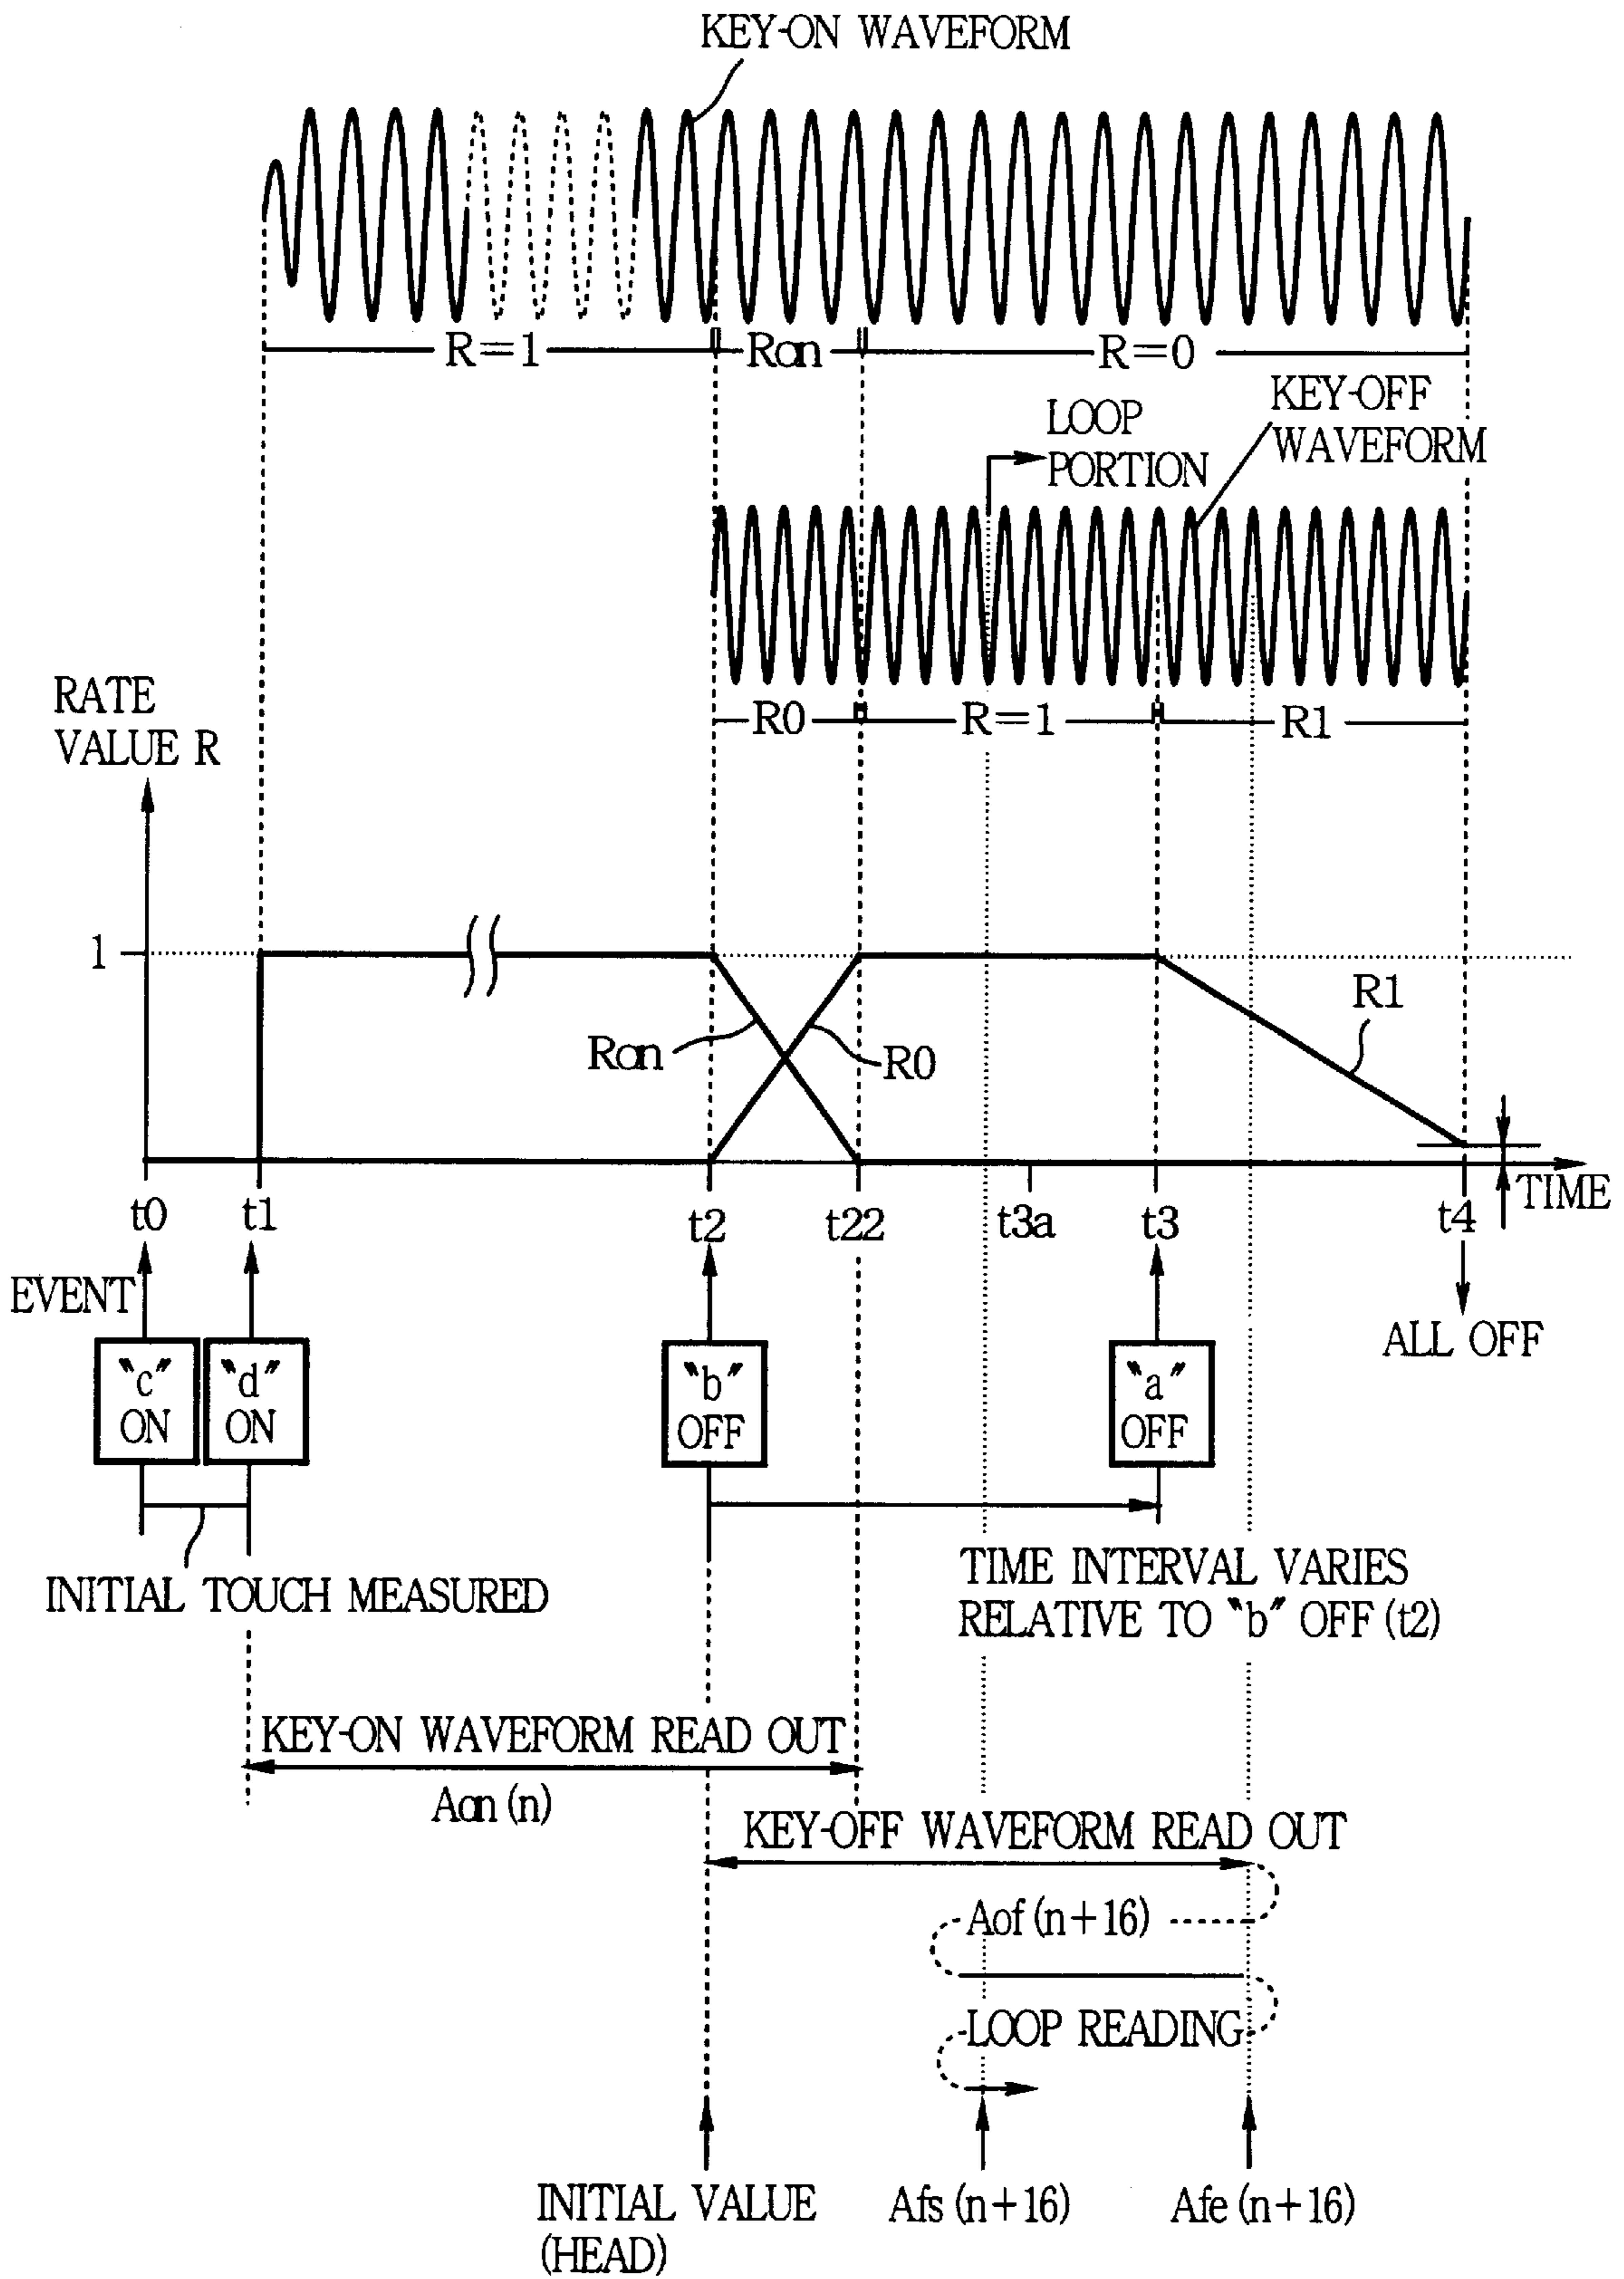 KEY-ON WAVEFORM
R=1
Ron
R=0
KEY-OFF
WAVEFORM
LOOP
PORTION
R0
R=1
R1
RATE
VALUE R
1
Ron
R0
R1
TIME
t0
t1
t2
t22
t3a
t3
t4
EVENT
"c"
ON
"d"
ON
"b"
OFF
"a"
OFF
ALL OFF
INITIAL TOUCH MEASURED
TIME INTERVAL VARIES
RELATIVE TO "b" OFF (t2)
KEY-ON WAVEFORM READ OUT
Aon (n)
KEY-OFF WAVEFORM READ OUT
Aof (n+16)
LOOP READING
INITIAL VALUE
(HEAD)
Afs (n+16)
Afe (n+16)